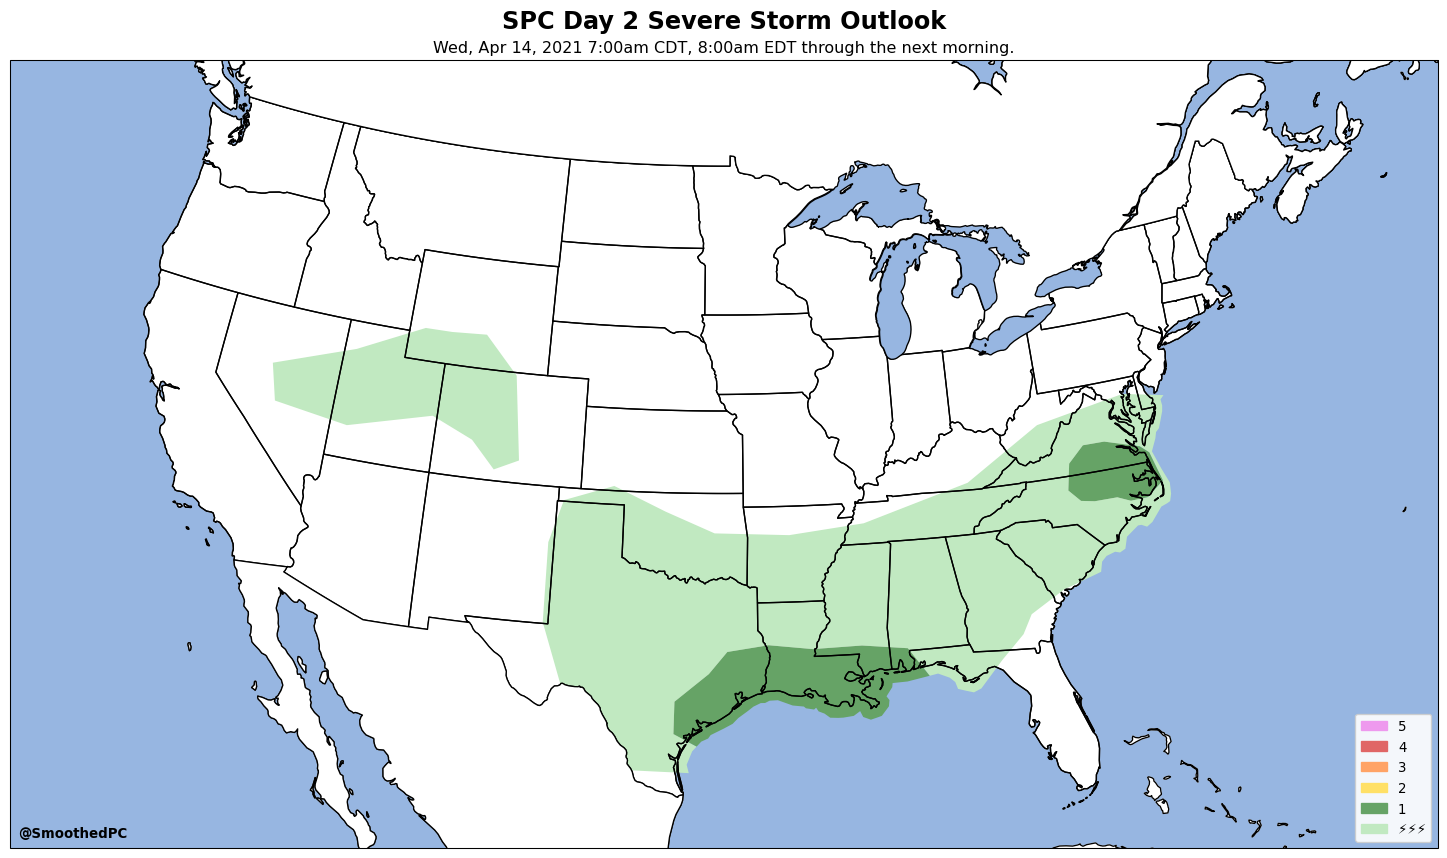 SPC Day 2 Severe Storm Outlook
Wed, Apr 14, 2021 7:00am CDT, 8:00am EDT through the next morning.
5
4
3
2
1
⚡⚡⚡
@SmoothedPC